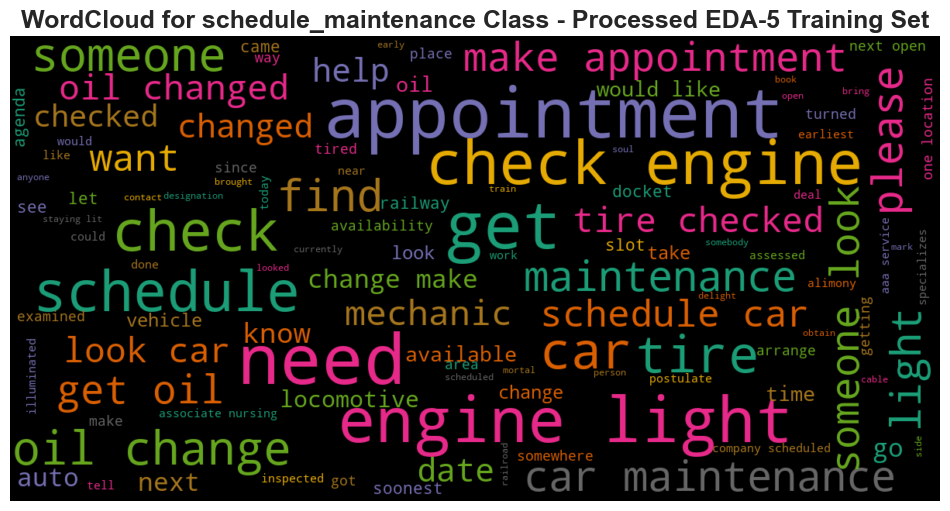 WordCloud for schedule_maintenance Class - Processed EDA-5 Training Set
someone
came
way
early
place
make appointment
next open
oil changed
help
oil
would like
book
open
bring
please
one location
agenda
checked
changed
appointment
turned
earliest
would
like
want
since
tired
soul
check engine
anyone
brought
today
near
find
train
docket
deal
look
see
let
contact
designation
railway
staying lit
could
check
availability
get
tire checked
currently
look
work
slot
take
somebody
assessed
aaa service
mark
specializes
done
looked
schedule
change make
maintenance
alimony
delight
examined
vehicle
know
mechanic
schedule car
obtain
getting
light
illuminated
look car
need
available
area
scheduled
mortal
car
tire
arrange
person
postulate
cable
someone
get oil
associate nursing
locomotive
change
time
make
engine light
company scheduled
go
side
oil change
somewhere
auto
tell
next
inspected
got
soonest
date
railroad
car maintenance